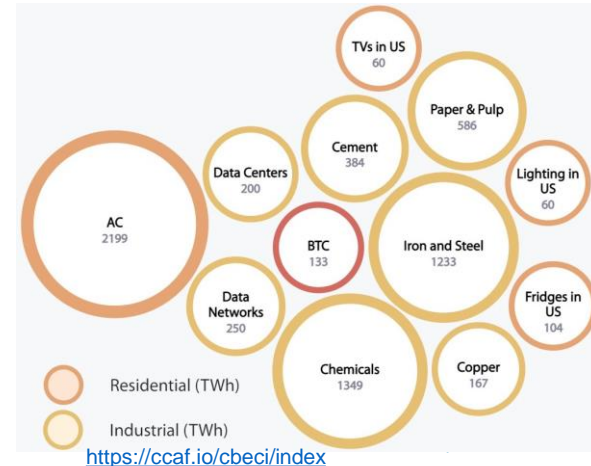 TVs in US
60
Paper & Pulp
586
Cement
384
Data Centers
200
Lighting in
US
60
AC
2199
BTC
133
Iron and Steel
1233
Data
Networks
250
Fridges in
US
104
Chemicals
1349
Copper
167
Residential (TWh)
Industrial (TWh)
https://ccaf.io/cbeci/index